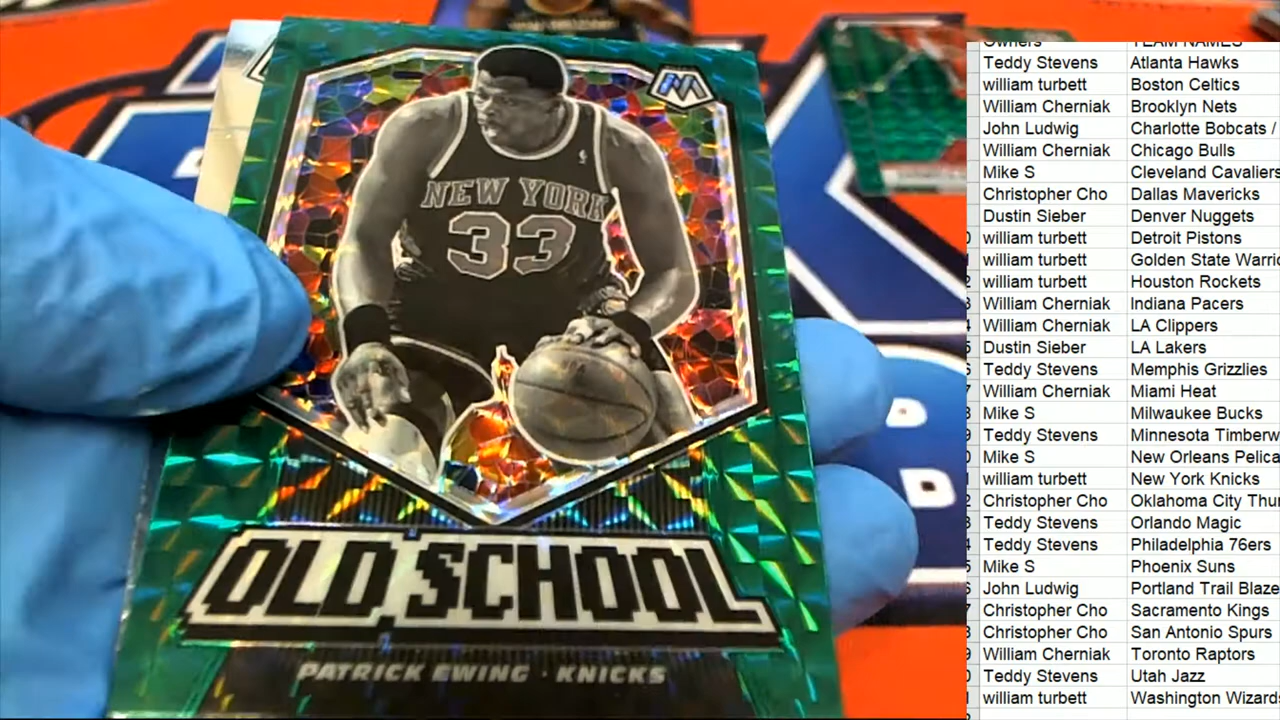 NEW YORK
33
OLD SCHOOL
PATRICK EWING · KNICKS
Owners TEAM NAMES
Teddy Stevens Atlanta Hawks
william turbett Boston Celtics
William Cherniak Brooklyn Nets
John Ludwig Charlotte Bobcats /
William Cherniak Chicago Bulls
Mike S Cleveland Cavaliers
Christopher Cho Dallas Mavericks
Dustin Sieber Denver Nuggets
william turbett Detroit Pistons
william turbett Golden State Warric
william turbett Houston Rockets
William Cherniak Indiana Pacers
William Cherniak LA Clippers
Dustin Sieber LA Lakers
Teddy Stevens Memphis Grizzlies
William Cherniak Miami Heat
Mike S Milwaukee Bucks
Teddy Stevens Minnesota Timberw
Mike S New Orleans Pelica
william turbett New York Knicks
Christopher Cho Oklahoma City Thun
Teddy Stevens Orlando Magic
Teddy Stevens Philadelphia 76ers
Mike S Phoenix Suns
John Ludwig Portland Trail Blaze
Christopher Cho Sacramento Kings
Christopher Cho San Antonio Spurs
William Cherniak Toronto Raptors
Teddy Stevens Utah Jazz
william turbett Washington Wizards